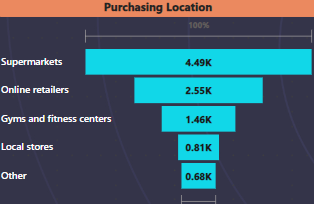 Purchasing Location
100%
Supermarkets 4.49K
Online retailers 2.55K
Gyms and fitness centers 1.46K
Local stores 0.81K
Other 0.68K